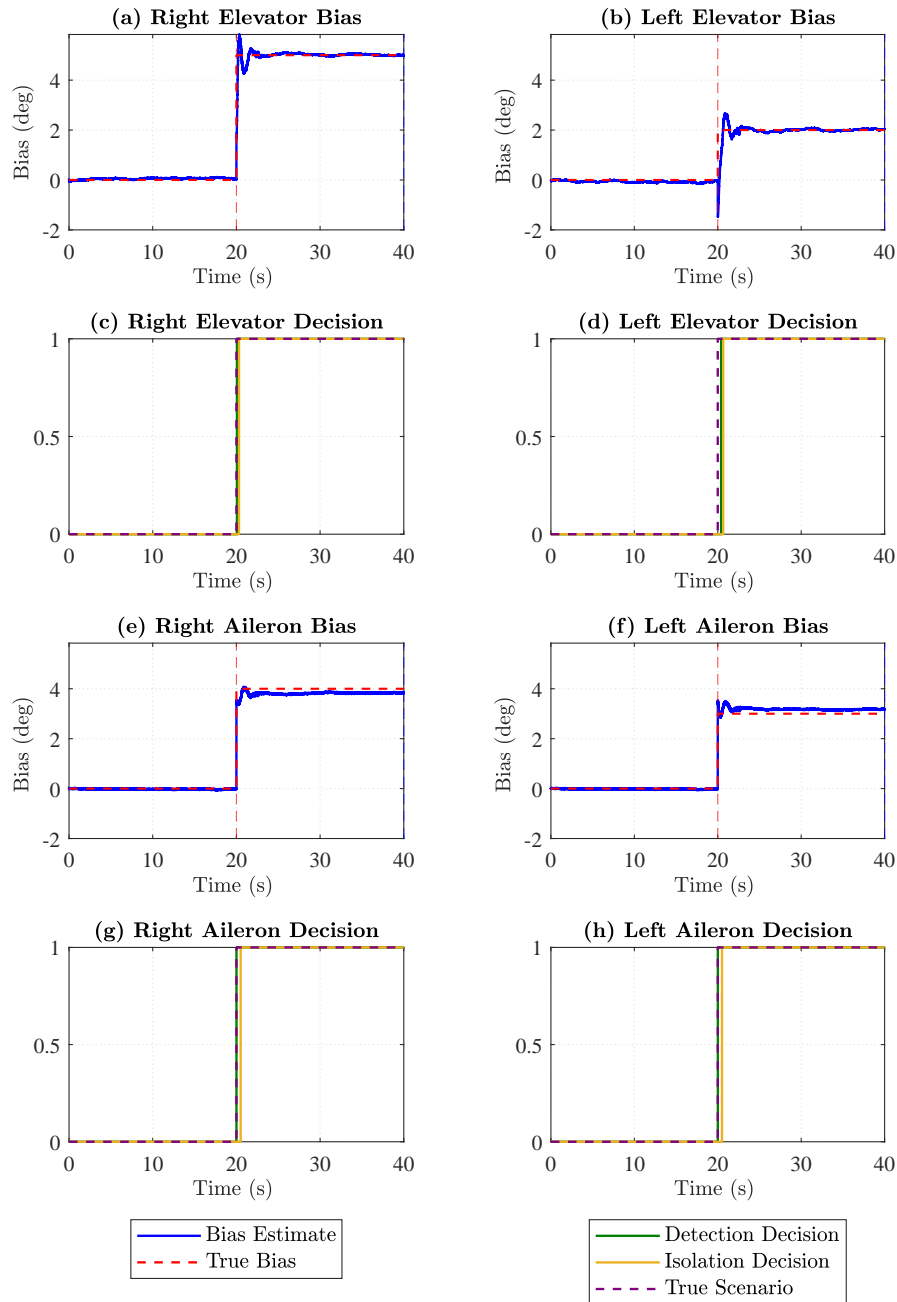 (a) Right Elevator Bias
(b) Left Elevator Bias
Bias (deg)
4
2
0
-2
0 10 20 30 40
Time (s)
Bias (deg)
4
2
0
-2
0 10 20 30 40
Time (s)
(c) Right Elevator Decision
(d) Left Elevator Decision
1
0.5
0
0 10 20 30 40
Time (s)
1
0.5
0
0 10 20 30 40
Time (s)
(e) Right Aileron Bias
(f) Left Aileron Bias
Bias (deg)
4
2
0
-2
0 10 20 30 40
Time (s)
Bias (deg)
4
2
0
-2
0 10 20 30 40
Time (s)
(g) Right Aileron Decision
(h) Left Aileron Decision
1
0.5
0
0 10 20 30 40
Time (s)
1
0.5
0
0 10 20 30 40
Time (s)
Bias Estimate
True Bias
Detection Decision
Isolation Decision
True Scenario